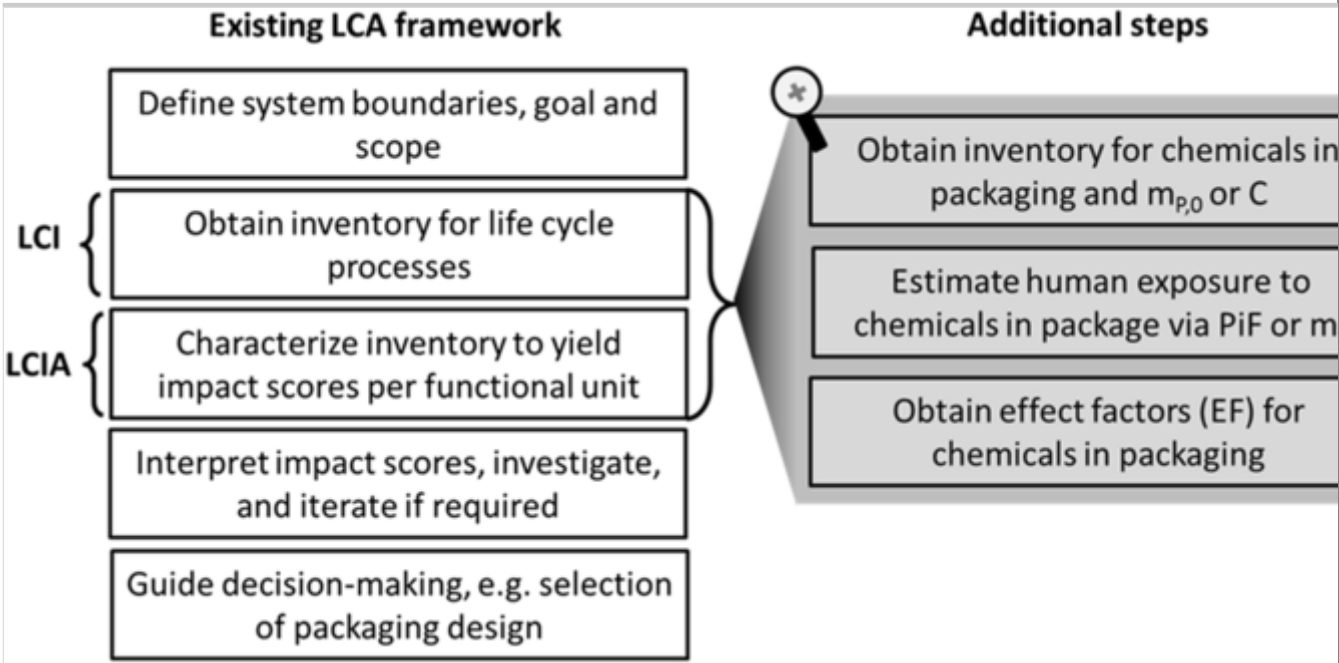 Existing LCA framework
Define system boundaries, goal and
scope
LCI
Obtain inventory for life cycle
processes
LCIA
Characterize inventory to yield
impact scores per functional unit
Interpret impact scores, investigate,
and iterate if required
Guide decision-making, e.g. selection
of packaging design
Additional steps
Obtain inventory for chemicals in
packaging and mP,0 or C
Estimate human exposure to
chemicals in package via PiF or m
Obtain effect factors (EF) for
chemicals in packaging